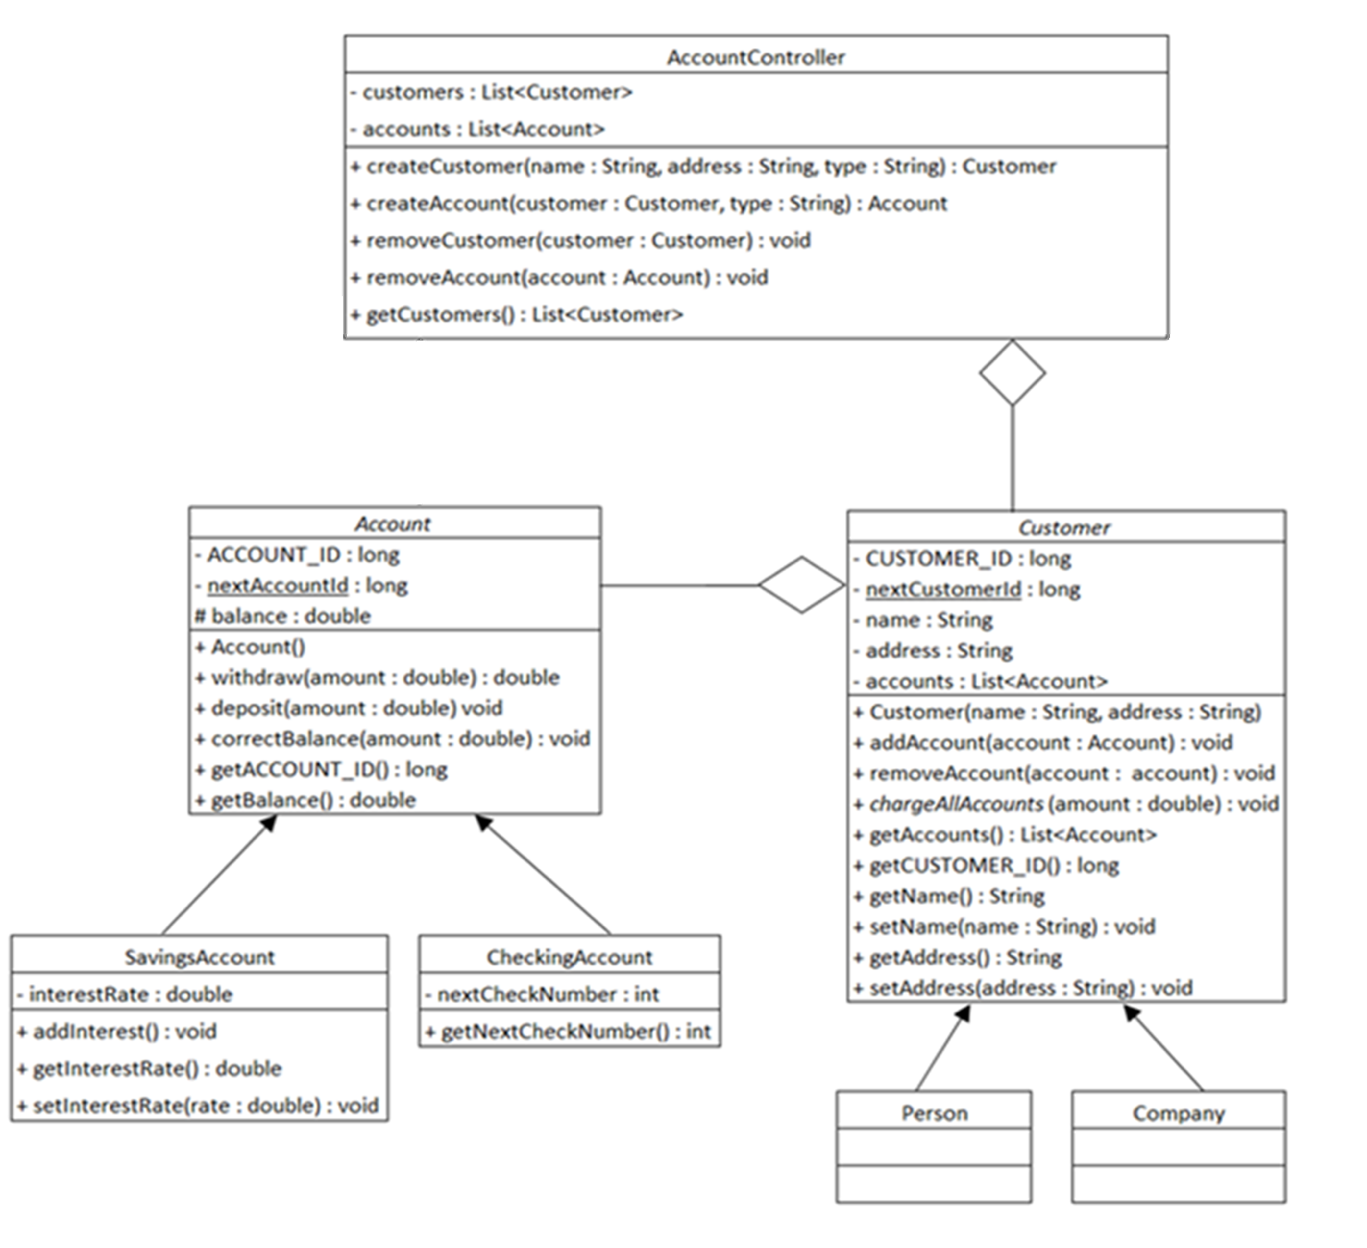 AccountController
- customers : List<Customer>
- accounts : List<Account>
+ createCustomer(name : String, address : String, type : String) : Customer
+ createAccount(customer : Customer, type : String) : Account
+ removeCustomer(customer : Customer) : void
+ removeAccount(account : Account) : void
+ getCustomers() : List<Customer>
Account
- ACCOUNT_ID : long
- nextAccountId : long
# balance : double
+ Account()
+ withdraw(amount : double) : double
+ deposit(amount : double) void
+ correctBalance(amount : double) : void
+ getACCOUNT_ID() : long
+ getBalance() : double
Customer
- CUSTOMER_ID : long
- nextCustomerId : long
- name : String
- address : String
- accounts : List<Account>
+ Customer(name : String, address : String)
+ addAccount(account : Account) : void
+ removeAccount(account : account) : void
+ chargeAllAccounts (amount : double) : void
+ getAccounts() : List<Account>
+ getCUSTOMER_ID() : long
+ getName() : String
+ setName(name : String) : void
+ getAddress() : String
+ setAddress(address : String) : void
SavingsAccount
- interestRate : double
+ addInterest() : void
+ getInterestRate() : double
+ setInterestRate(rate : double) : void
CheckingAccount
- nextCheckNumber : int
+ getNextCheckNumber() : int
Person
Company